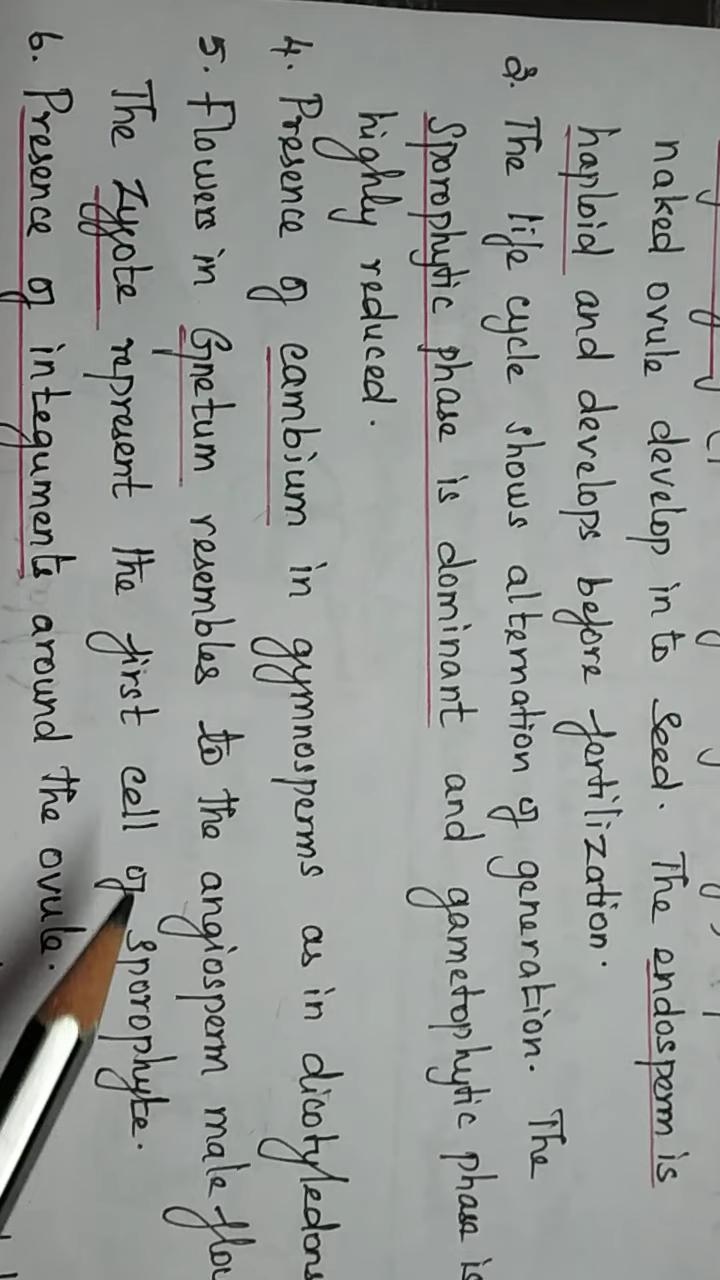 naked ovule develop in to Seed. The endosperm is
haploid and develops before fertilization.
3. The life cycle shows alternation of generation. The
Sporophytic phase is dominant and gametophytic phase is
highly reduced.
4. Presence of cambium in gymnosperms as in dicotyledons
5. Flowers in Gnetum resembles to the angiosperm male
The Zygote represent the first cell of sporophyte.
6. Presence of integuments around the ovule.